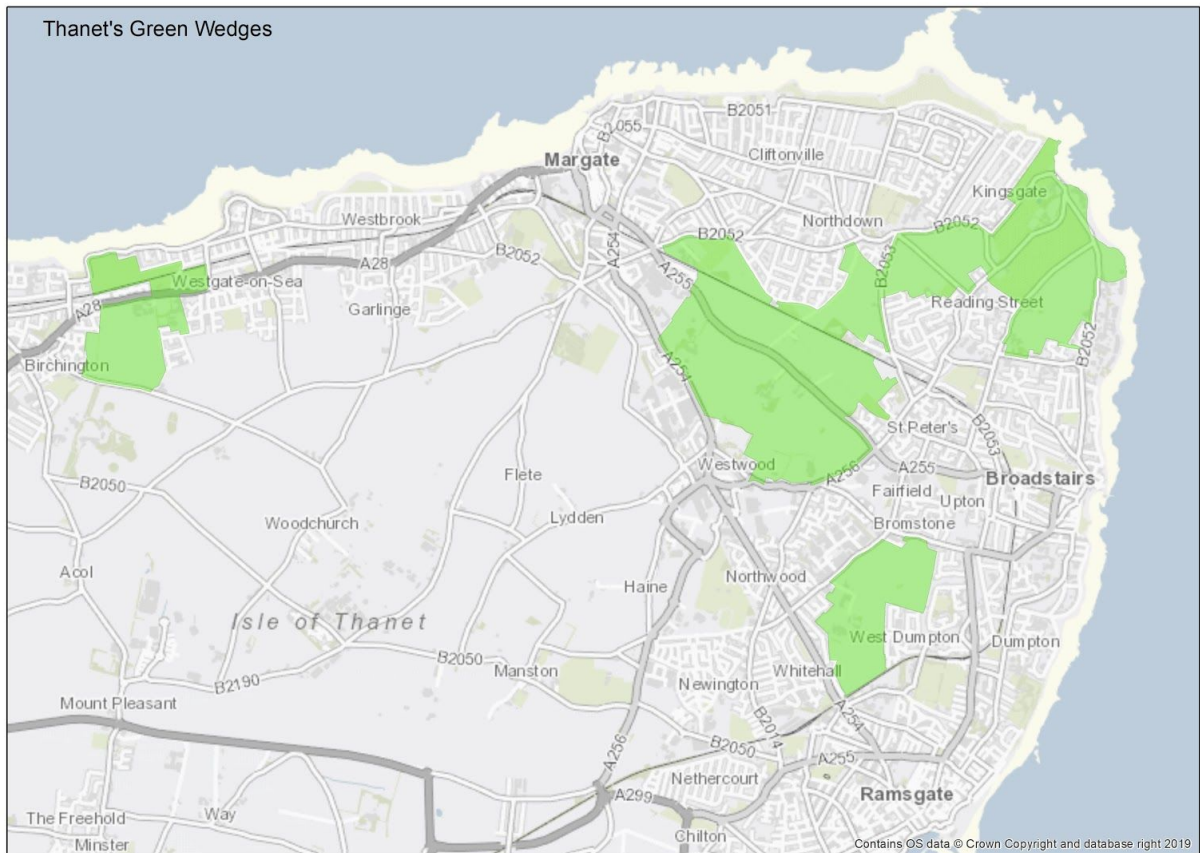 Thanet's Green Wedges
B2051
B2055
Margate
Cliftonville
Kingsgate
Westbrook
Northdown
B2052
B2052
A254
B2052
B2053
A255
A28
Westgate-on-Sea
Reading Street
A28
Garlinge
B2052
A254
Birchington
St Peter's
B2053
Westwood
A256
A255
Flete
Broadstairs
B2050
Fairfield
Upton
Lydden
Bromstone
Woodchurch
Acol
Northwood
Haine
Isle of Thanet
West Dumpton
Dumpton
B2050
Manston
Whitehall
B2190
Newington
Mount Pleasant
A254
B2014
A256
B2050
A255
Nethercourt
A299
Ramsgate
Way
The Freehold
Chilton
Minster
Contains OS data © Crown Copyright and database right 2019